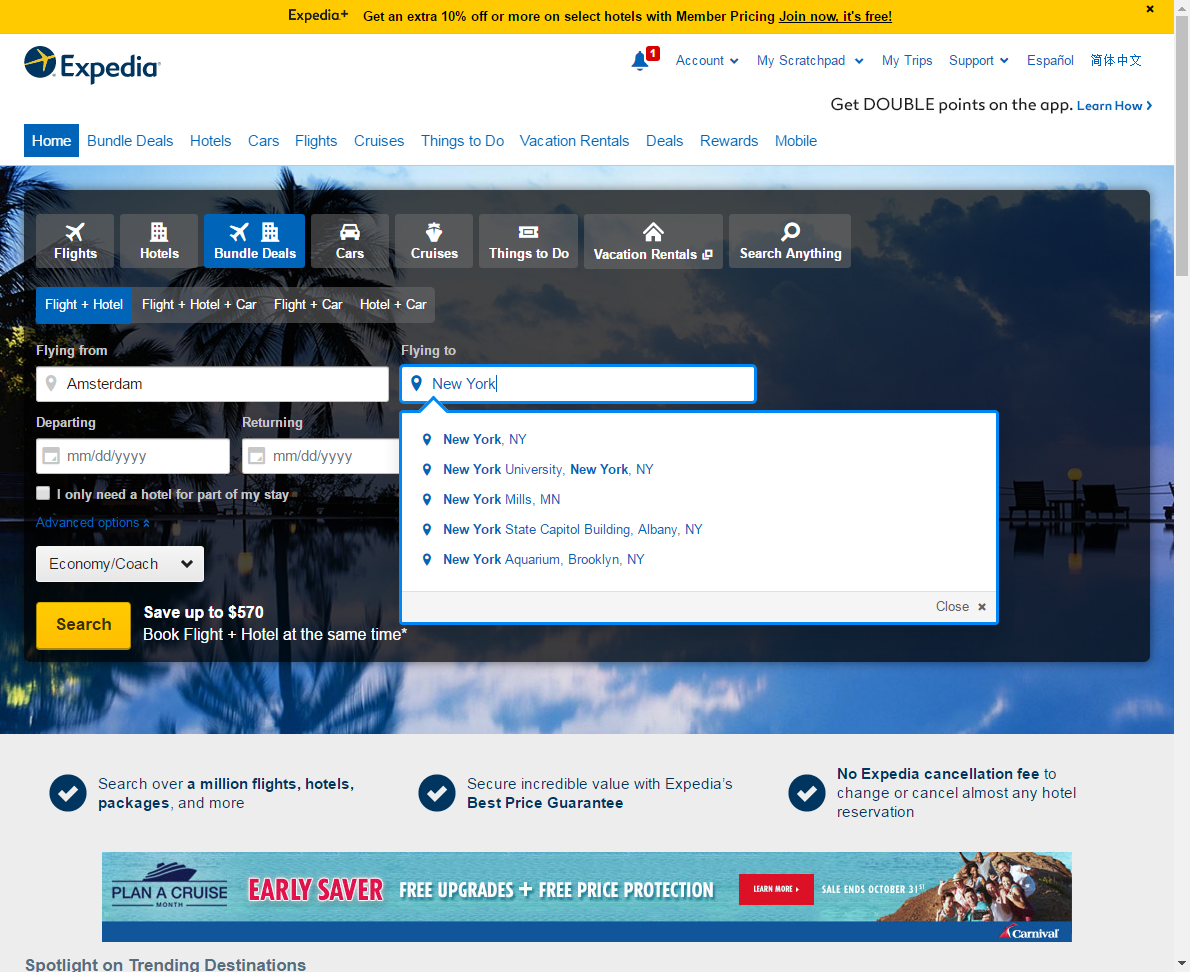 Expedia+ Get an extra 10% off or more on select hotels with Member Pricing Join now, it's free!
Expedia
1 Account My Scratchpad My Trips Support Español 简体中文
Get DOUBLE points on the app. Learn How
Home Bundle Deals Hotels Cars Flights Cruises Things to Do Vacation Rentals Deals Rewards Mobile
Flights Hotels Bundle Deals Cars Cruises Things to Do Vacation Rentals Search Anything
Flight + Hotel Flight + Hotel + Car Flight + Car Hotel + Car
Flying from Flying to
Amsterdam New York
Departing Returning
mm/dd/yyyy mm/dd/yyyy
New York, NY
New York University, New York, NY
New York Mills, MN
New York State Capitol Building, Albany, NY
New York Aquarium, Brooklyn, NY
Close
I only need a hotel for part of my stay
Advanced options
Economy/Coach
Search
Save up to $570
Book Flight + Hotel at the same time*
Search over a million flights, hotels,
packages, and more
Secure incredible value with Expedia's
Best Price Guarantee
No Expedia cancellation fee to
change or cancel almost any hotel
reservation
PLAN A CRUISE
MONTH
EARLY SAVER FREE UPGRADES + FREE PRICE PROTECTION
LEARN MORE
SALE ENDS OCTOBER 31ST
Carnival
Spotlight on Trending Destinations